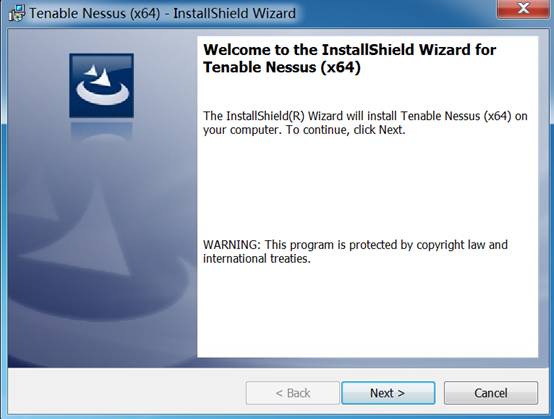 Tenable Nessus (x64) - InstallShield Wizard
Welcome to the InstallShield Wizard for
Tenable Nessus (x64)
The InstallShield(R) Wizard will install Tenable Nessus (x64) on
your computer. To continue, click Next.
WARNING: This program is protected by copyright law and
international treaties.
< Back
Next >
Cancel